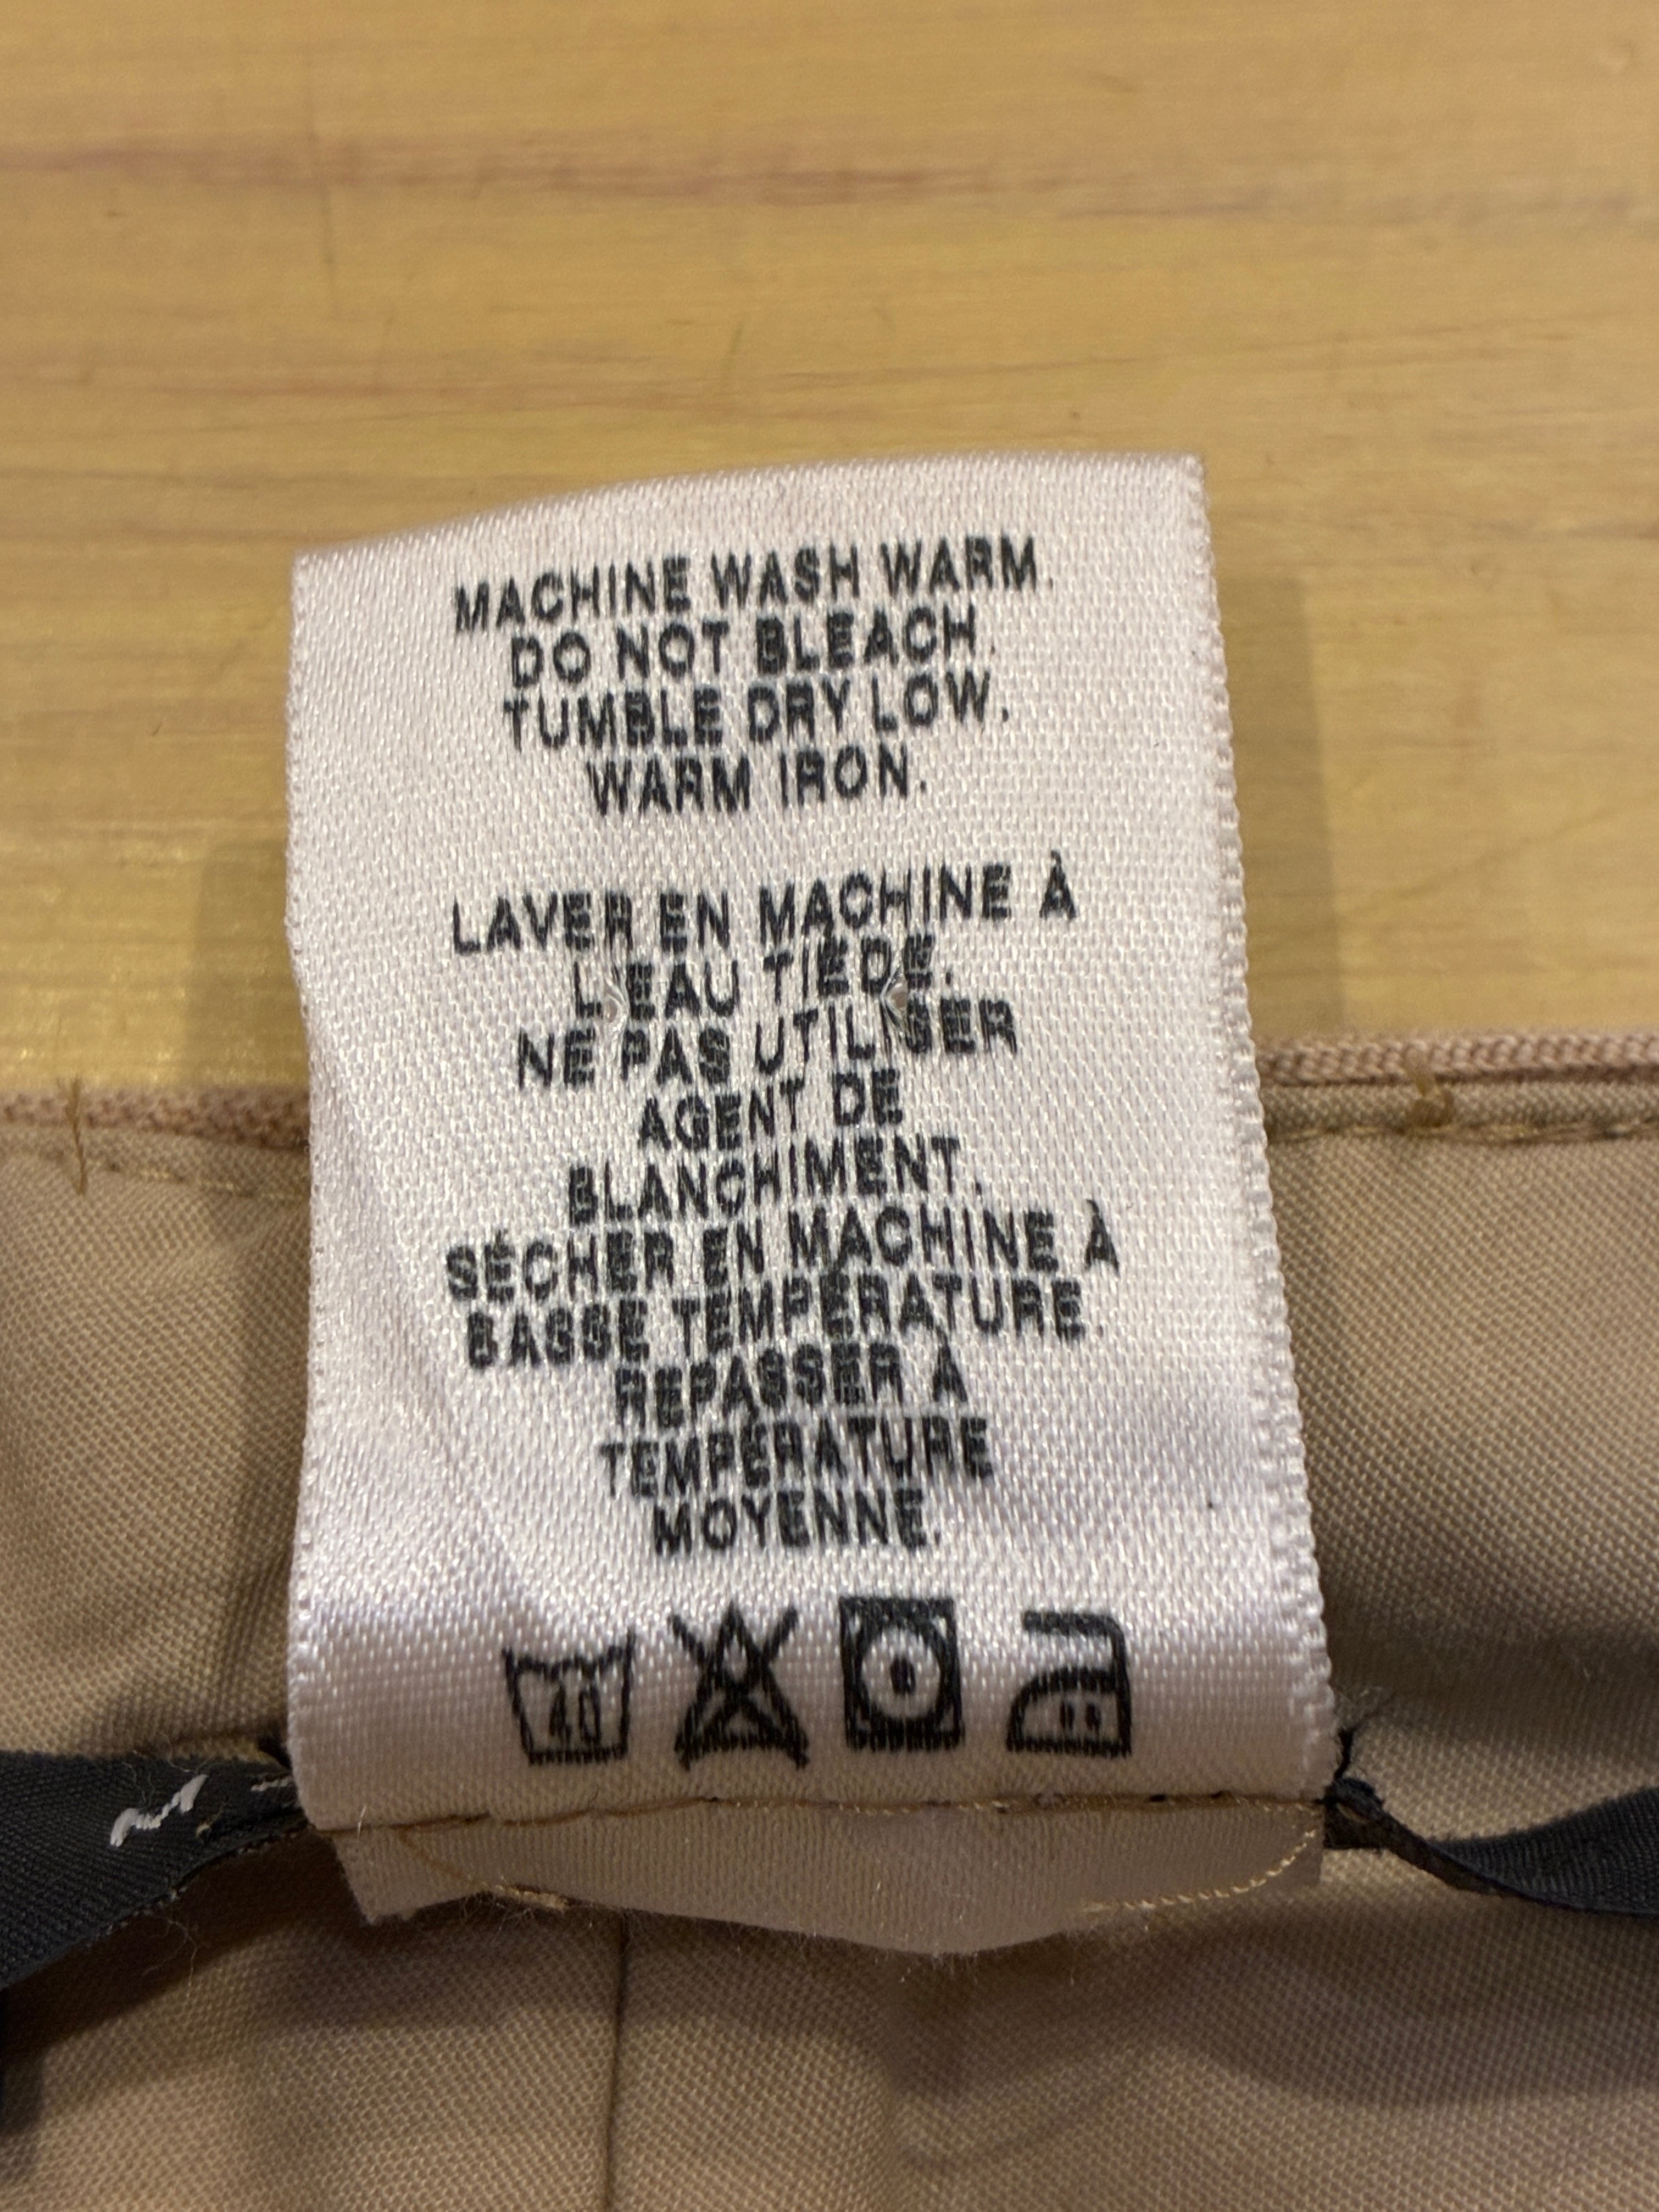 MACHINE WASH WARM.
DO NOT BLEACH.
TUMBLE DRY LOW.
WARM IRON.
LAVER EN MACHINE À
L'EAU TIÈDE.
NE PAS UTILISER
AGENT DE
BLANCHIMENT.
SÉCHER EN MACHINE À
BASSE TEMPÉRATURE.
REPASSER À
TEMPÉRATURE
MOYENNE.
40